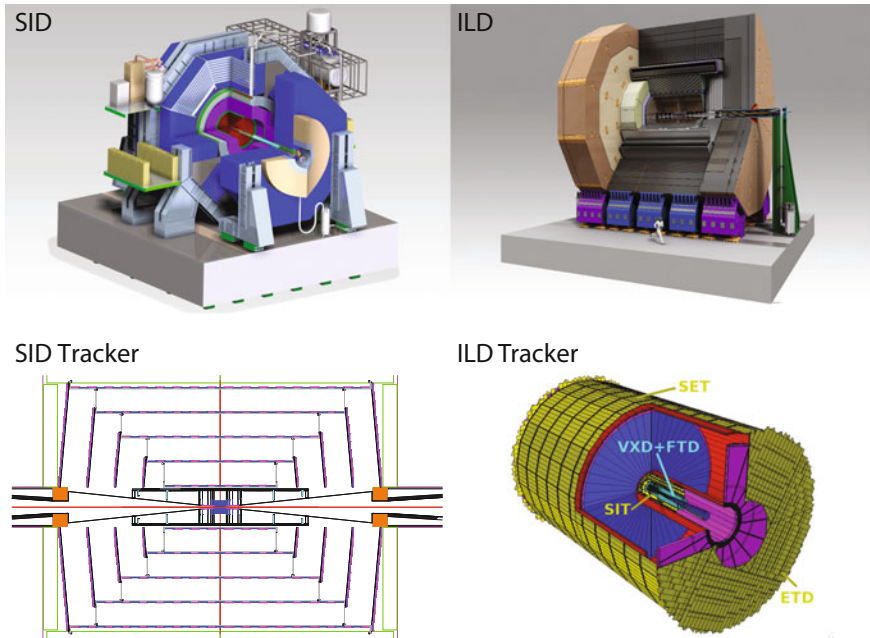 SID
ILD
SID Tracker
ILD Tracker
SET
VXD+FTD
SIT
ETD